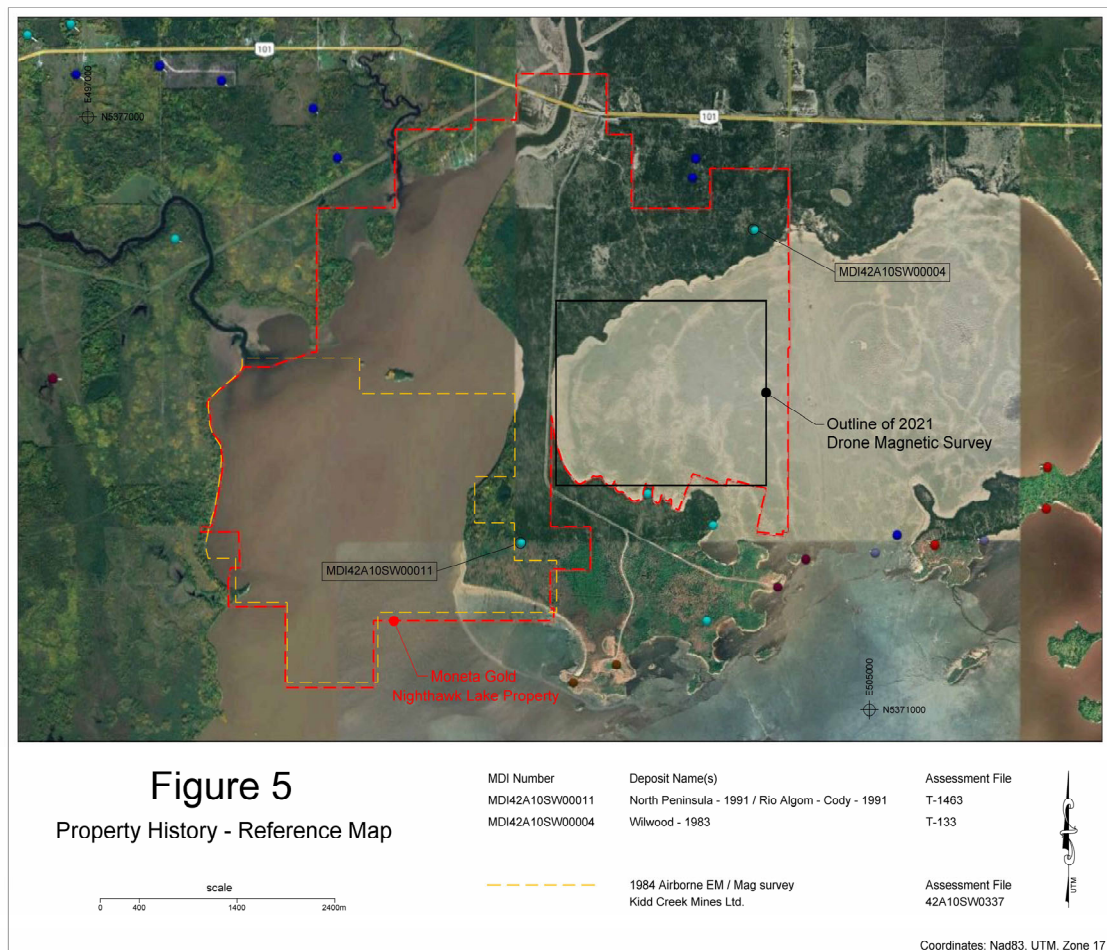 101
E497000
N5377000
101
MDI42A10SW00004
Outline of 2021
Drone Magnetic Survey
MDI42A10SW00011
Moneta Gold
Nighthawk Lake Property
E505000
N5371000
Figure 5
Property History - Reference Map
scale
0 400 1400 2400m
MDI Number Deposit Name(s) Assessment File
MDI42A10SW00011 North Peninsula - 1991 / Rio Algom - Cody - 1991 T-1463
MDI42A10SW00004 Wilwood - 1983 T-133
1984 Airborne EM / Mag survey Assessment File
Kidd Creek Mines Ltd. 42A10SW0337
UTM
Coordinates: Nad83, UTM, Zone 17